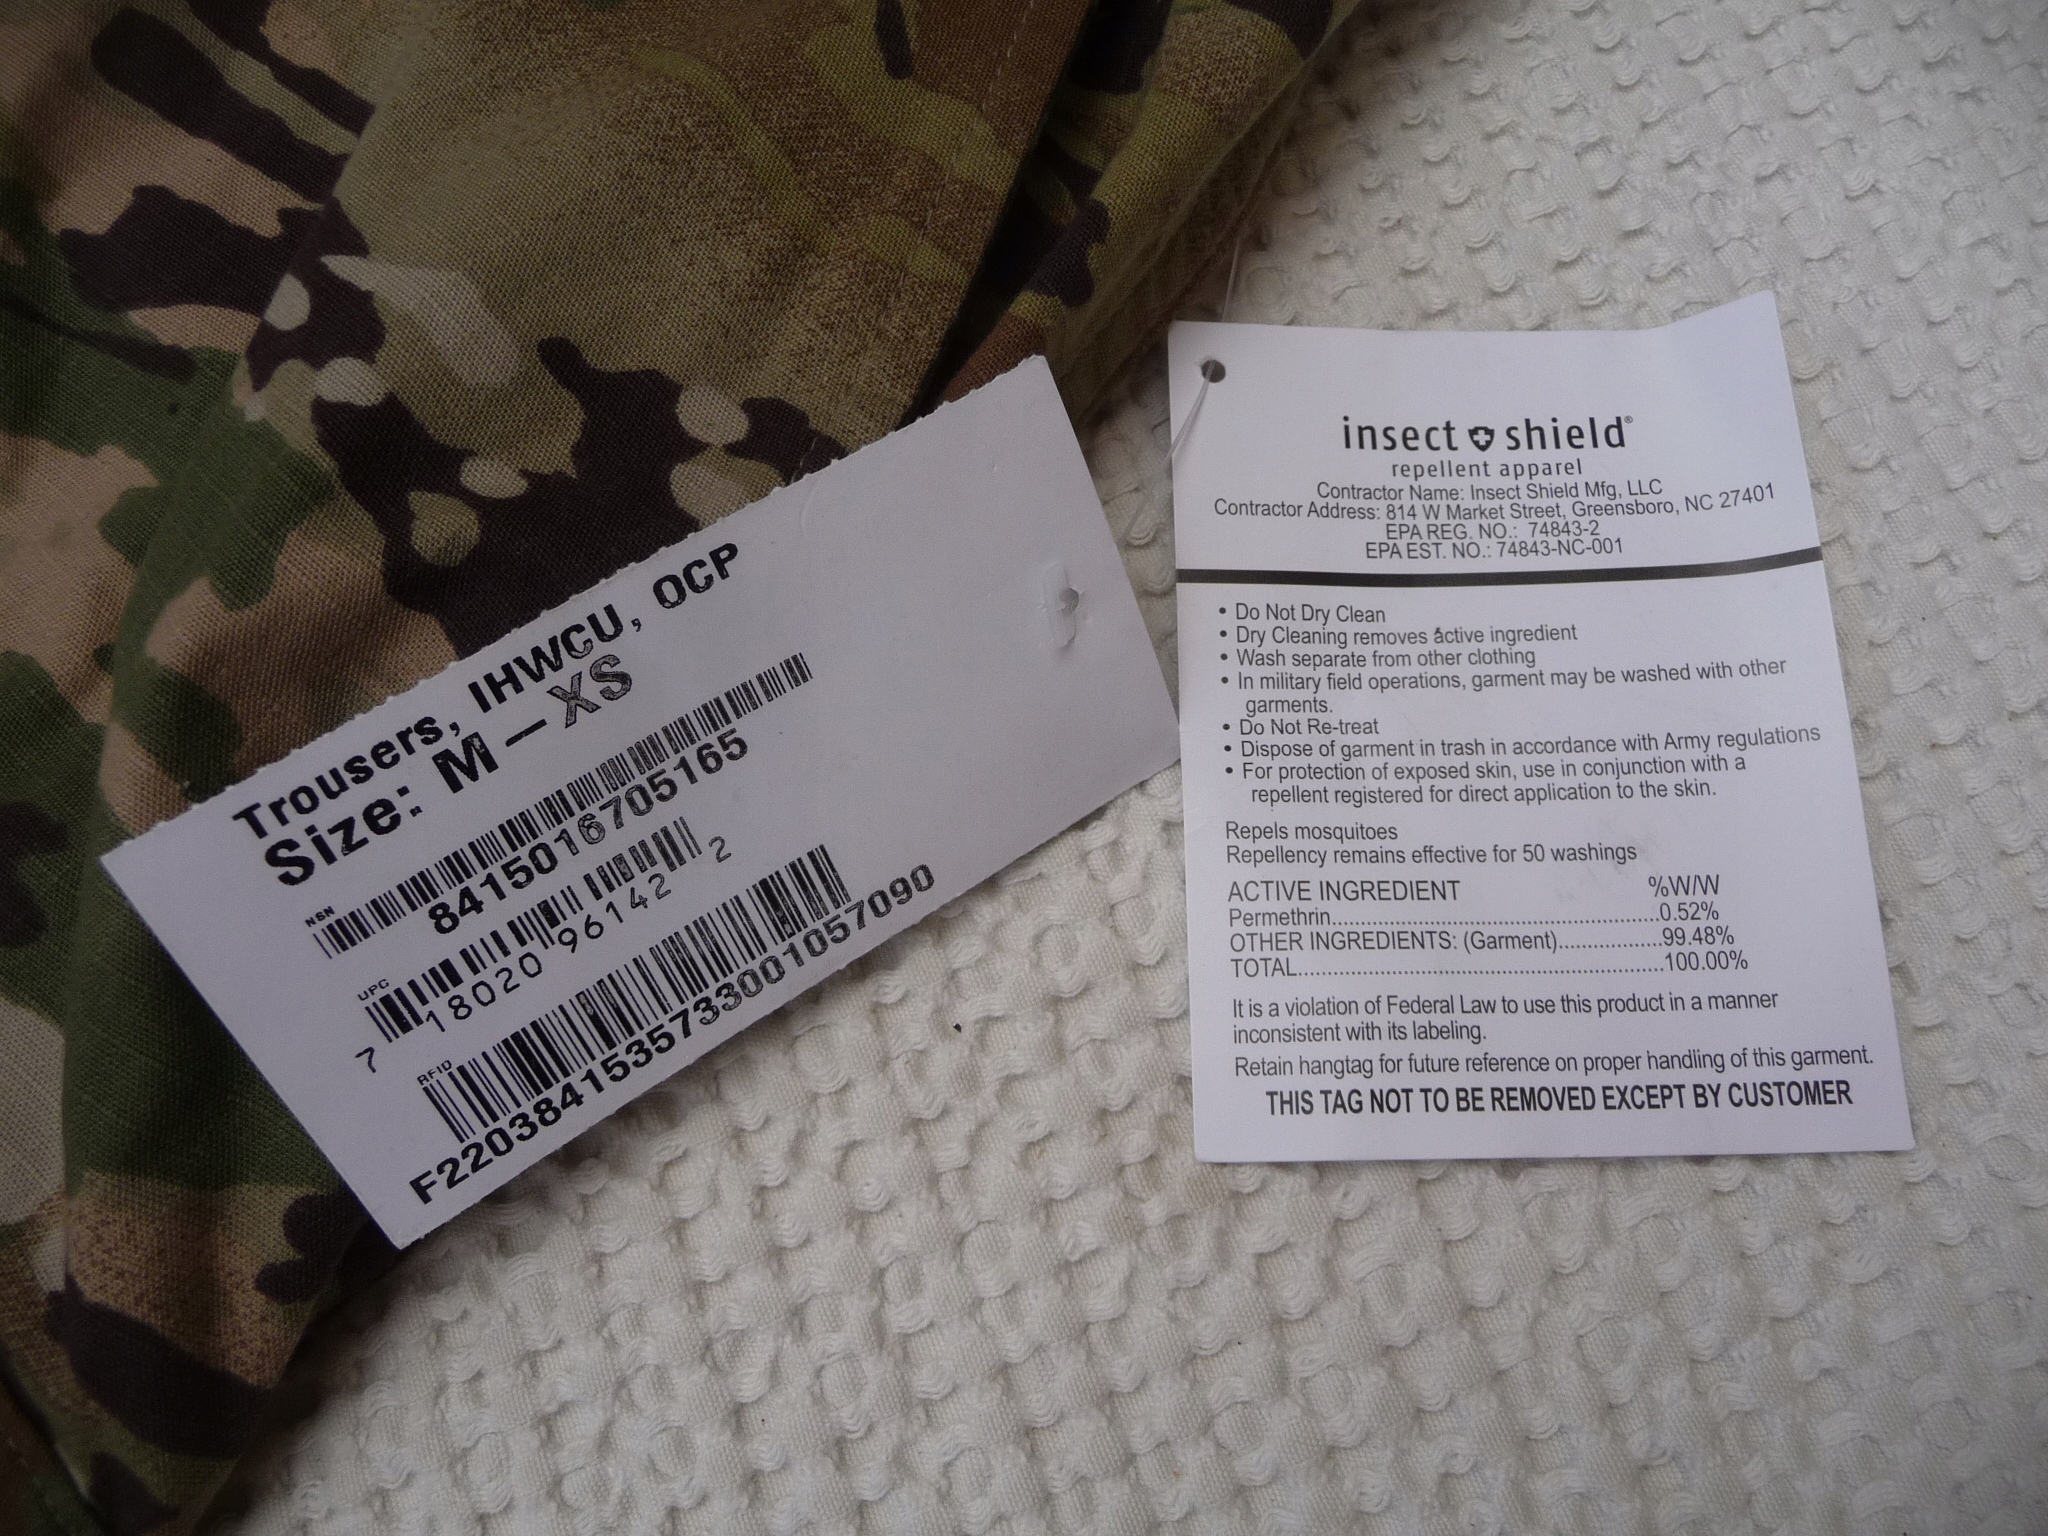 Trousers, IHWCU, OCP
Size: M-XS
NSN
8415016705165
UPC
7 18020 96142 2
RFID
F2203841535733001057090
insect shield®
repellent apparel
Contractor Name: Insect Shield Mfg, LLC
Contractor Address: 814 W Market Street, Greensboro, NC 27401
EPA REG. NO.: 74843-2
EPA EST. NO.: 74843-NC-001
• Do Not Dry Clean
• Dry Cleaning removes active ingredient
• Wash separate from other clothing
• In military field operations, garment may be washed with other
garments.
• Do Not Re-treat
• Dispose of garment in trash in accordance with Army regulations
• For protection of exposed skin, use in conjunction with a
repellent registered for direct application to the skin.
Repels mosquitoes
Repellency remains effective for 50 washings
ACTIVE INGREDIENT %W/W
Permethrin..........................................................0.52%
OTHER INGREDIENTS: (Garment)..................99.48%
TOTAL................................................................100.00%
It is a violation of Federal Law to use this product in a manner
inconsistent with its labeling.
Retain hangtag for future reference on proper handling of this garment.
THIS TAG NOT TO BE REMOVED EXCEPT BY CUSTOMER